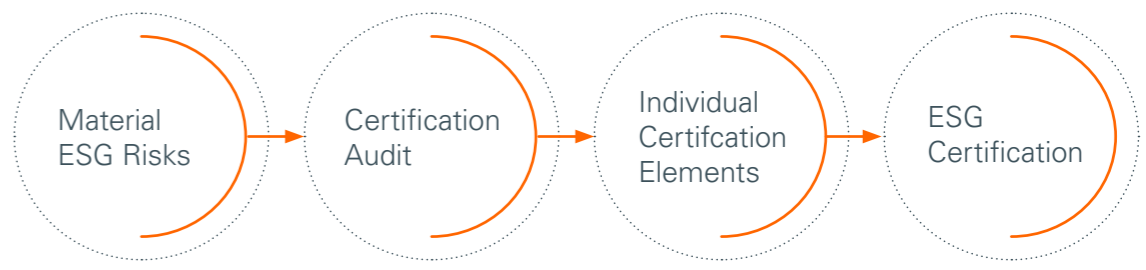 Material
ESG Risks
Certification
Audit
Individual
Certifcation
Elements
ESG
Certification